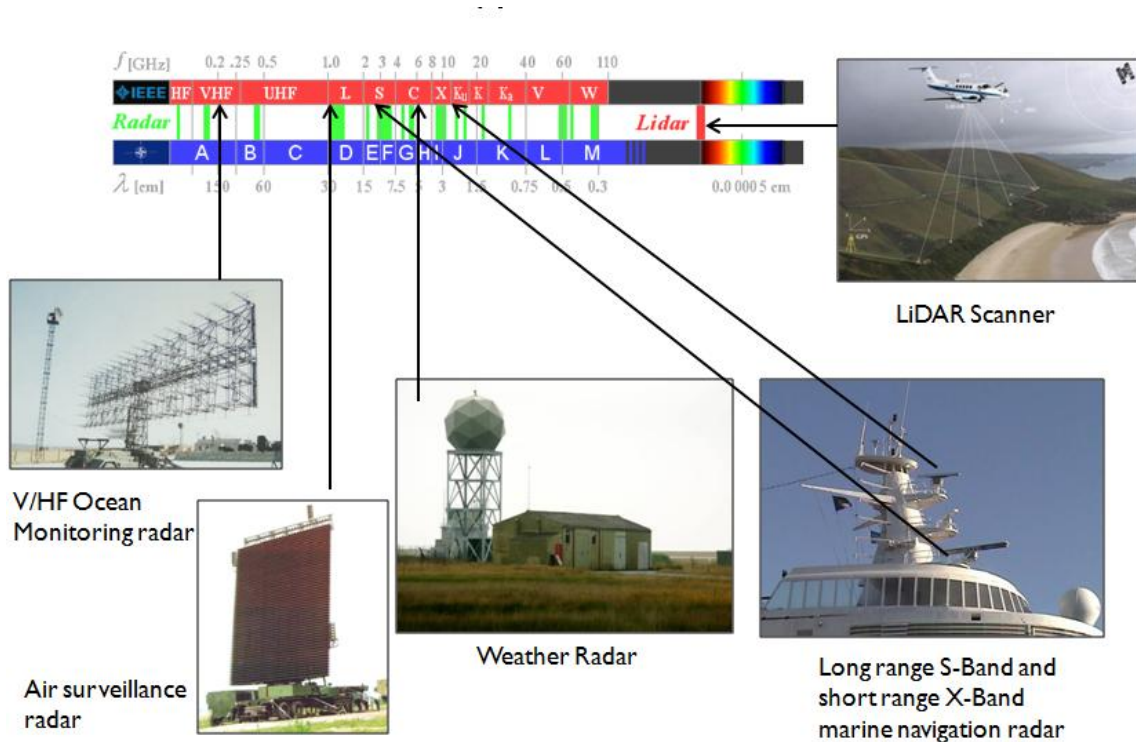 f [GHz] 0.2 .25 0.5 1.0 2 3 4 6 8 10 20 40 60 110
IEEE HF VHF UHF L S C X Ku K Ka V W
Radar Lidar
A B C D E F G H I J K L M
λ [cm] 150 60 30 15 7.5 5 3 1.5 0.75 0.5 0.3 0.00005 cm
LiDAR Scanner
V/HF Ocean
Monitoring radar
Weather Radar
Long range S-Band and
short range X-Band
marine navigation radar
Air surveillance
radar